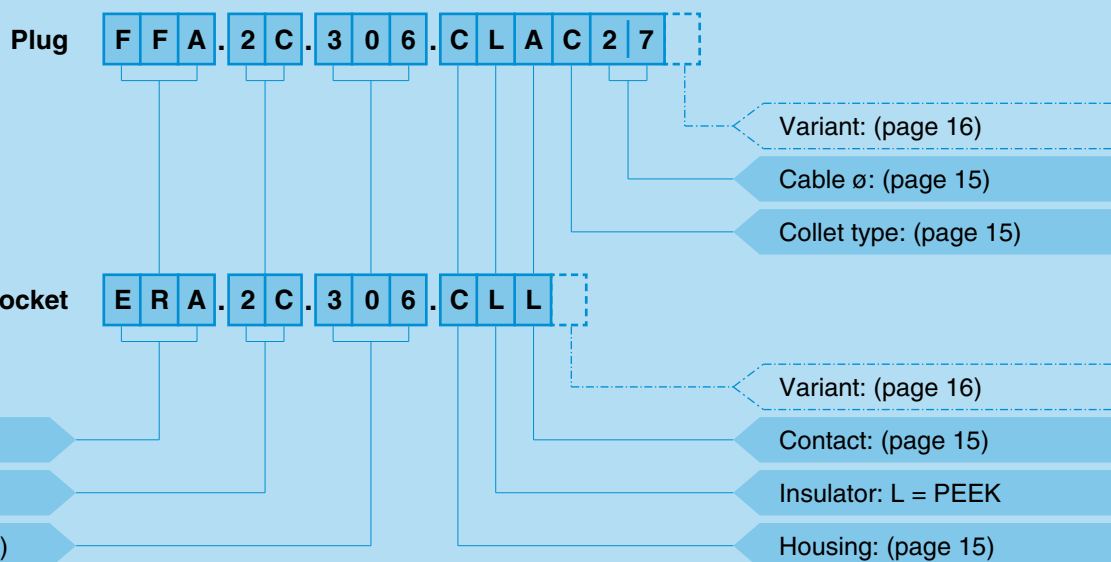 Plug F F A . 2 C . 3 0 6 . C L A C 2 7
Variant: (page 16)
Cable ø: (page 15)
Collet type: (page 15)
ocket E R A . 2 C . 3 0 6 . C L L
Variant: (page 16)
Contact: (page 15)
Insulator: L = PEEK
) Housing: (page 15)